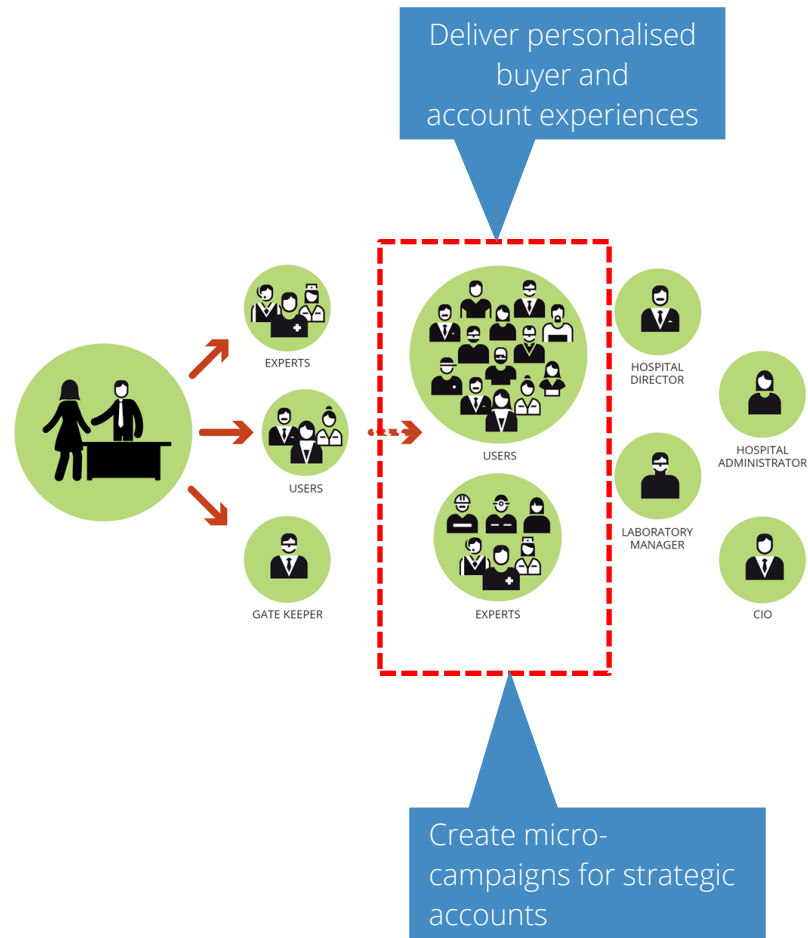 Deliver personalised
buyer and
account experiences
EXPERTS
USERS
GATE KEEPER
USERS
EXPERTS
HOSPITAL
DIRECTOR
HOSPITAL
ADMINISTRATOR
LABORATORY
MANAGER
CIO
Create micro-
campaigns for strategic
accounts